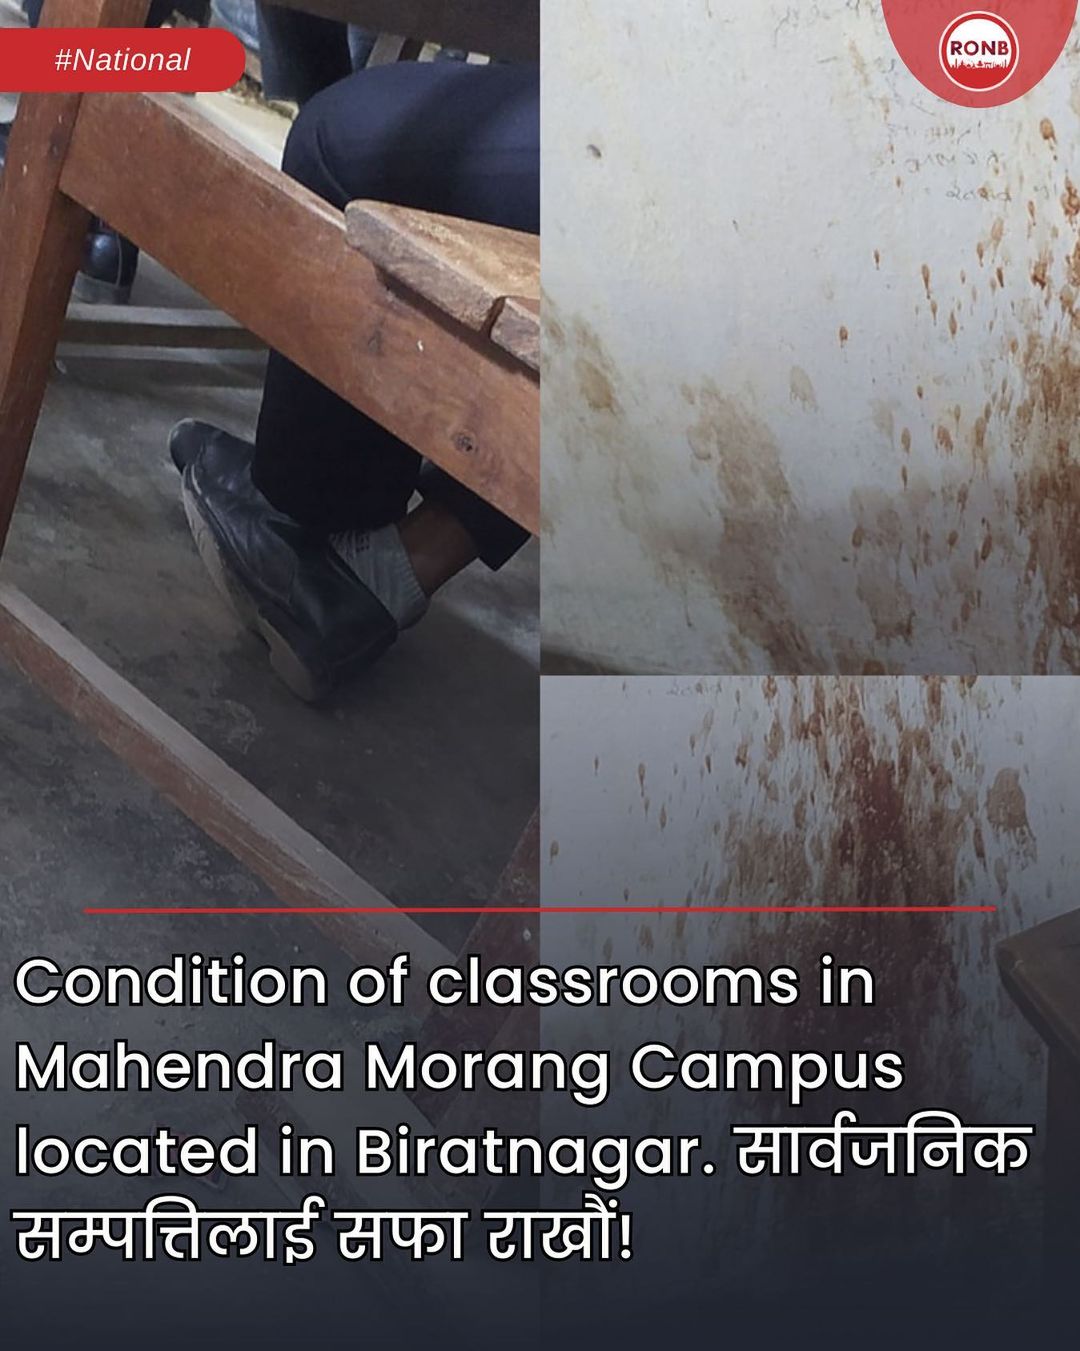 #National
RONB
Condition of classrooms in
Mahendra Morang Campus
located in Biratnagar. सार्वजनिक
सम्पत्तिलाई सफा राखौं!